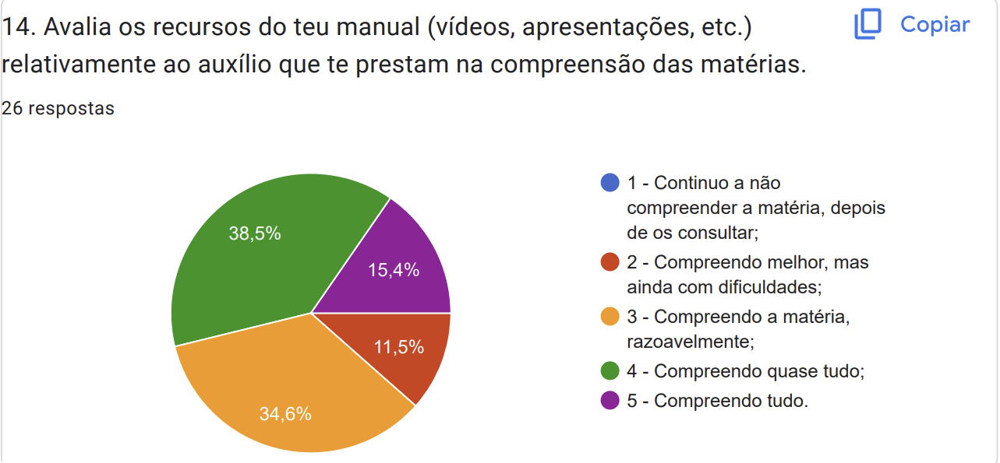 14. Avalia os recursos do teu manual (vídeos, apresentações, etc.)
relativamente ao auxílio que te prestam na compreensão das matérias.
Copiar
26 respostas
38,5%
15,4%
11,5%
34,6%
1 - Continuo a não
compreender a matéria, depois
de os consultar;
2 - Compreendo melhor, mas
ainda com dificuldades;
3 - Compreendo a matéria,
razoavelmente;
4 - Compreendo quase tudo;
5 - Compreendo tudo.